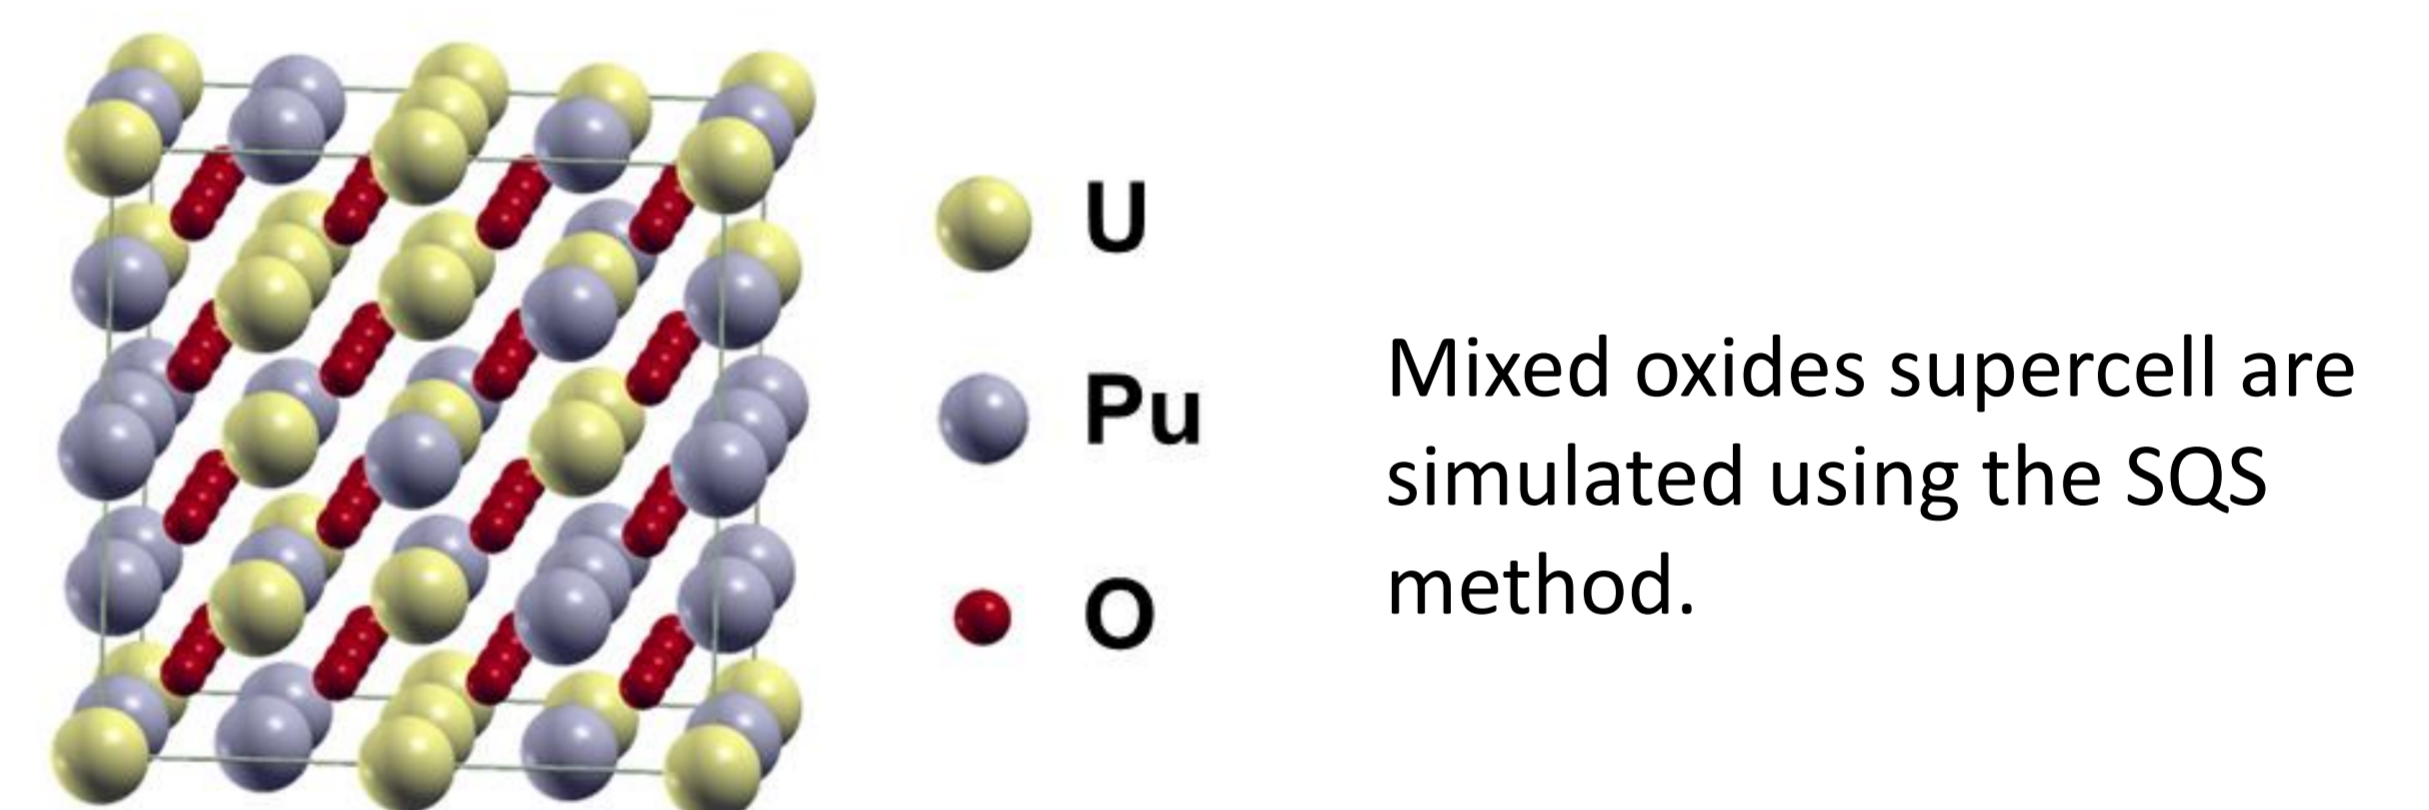 U
Pu
O
Mixed oxides supercell are
simulated using the SQS
method.